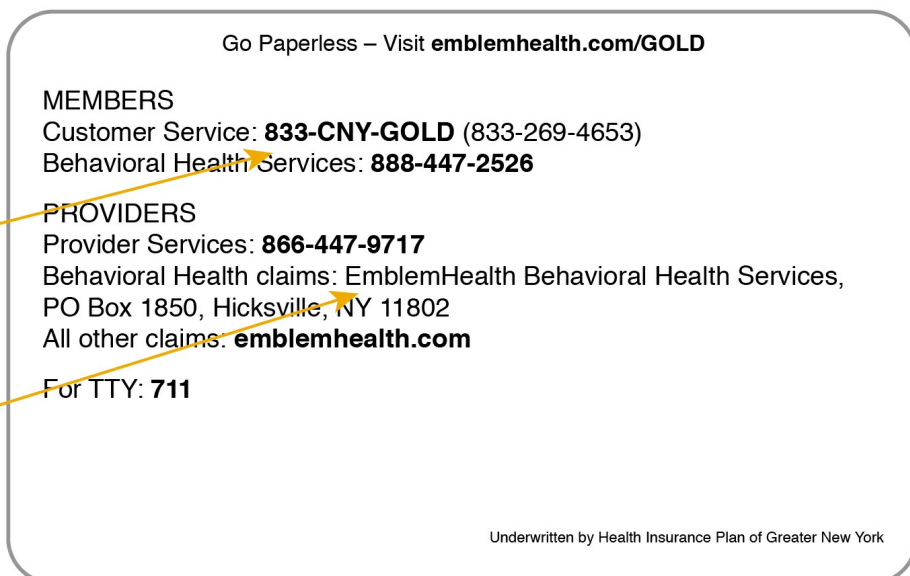 Go Paperless – Visit emblemhealth.com/GOLD
MEMBERS
Customer Service: 833-CNY-GOLD (833-269-4653)
Behavioral Health Services: 888-447-2526
PROVIDERS
Provider Services: 866-447-9717
Behavioral Health claims: EmblemHealth Behavioral Health Services,
PO Box 1850, Hicksville, NY 11802
All other claims: emblemhealth.com
For TTY: 711
Underwritten by Health Insurance Plan of Greater New York